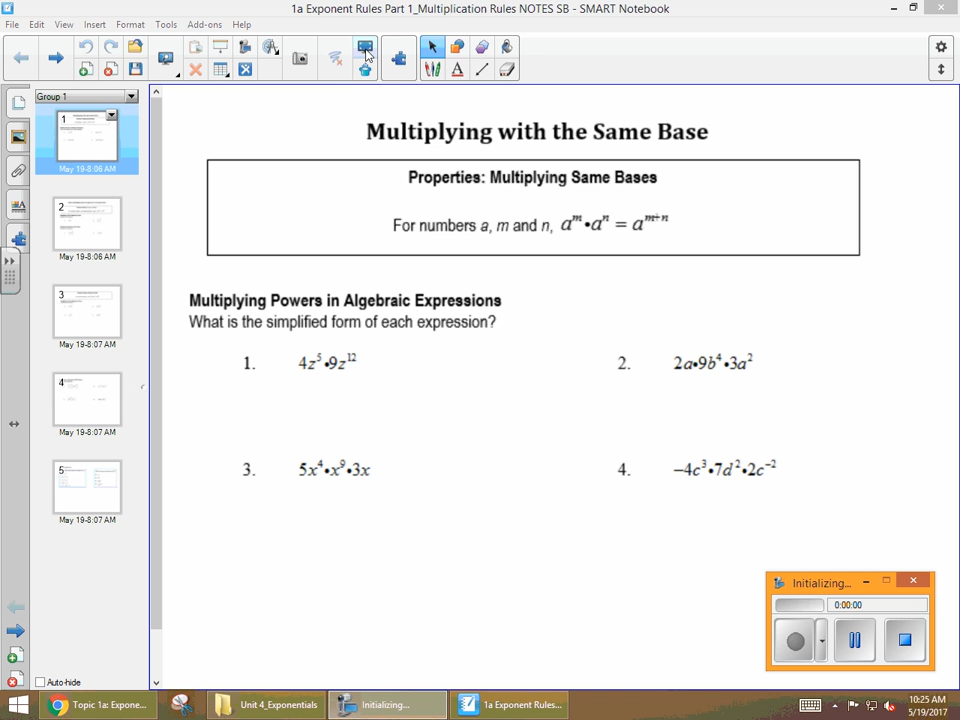 1a Exponent Rules Part 1_Multiplication Rules NOTES SB - SMART Notebook
File Edit View Insert Format Tools Add-ons Help
Group 1
1
May 19-8:06 AM
2
May 19-8:06 AM
3
May 19-8:07 AM
4
May 19-8:07 AM
5
May 19-8:07 AM
Auto-hide
Multiplying with the Same Base
Properties: Multiplying Same Bases
For numbers a, m and n, a^m•a^n = a^{m+n}
Multiplying Powers in Algebraic Expressions
What is the simplified form of each expression?
1. 4z⁵•9z¹²
2. 2a•9b⁴•3a²
3. 5x⁴•x⁹•3x
4. −4c³•7d²•2c⁻²
Initializing...
0:00:00
Topic 1a: Expone...
Unit 4_Exponentials
Initializing...
1a Exponent Rules...
10:25 AM
5/19/2017